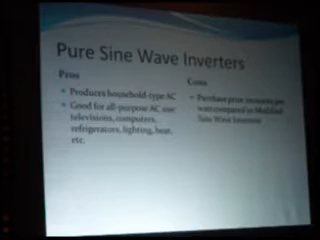 Pure Sine Wave Inverters
Pros
Produces household-type AC
Good for all-purpose AC use
televisions, computers,
refrigerators, lighting, heat,
etc.
Cons
Purchase price per
watt compared to Modified
Sine Wave Inverters